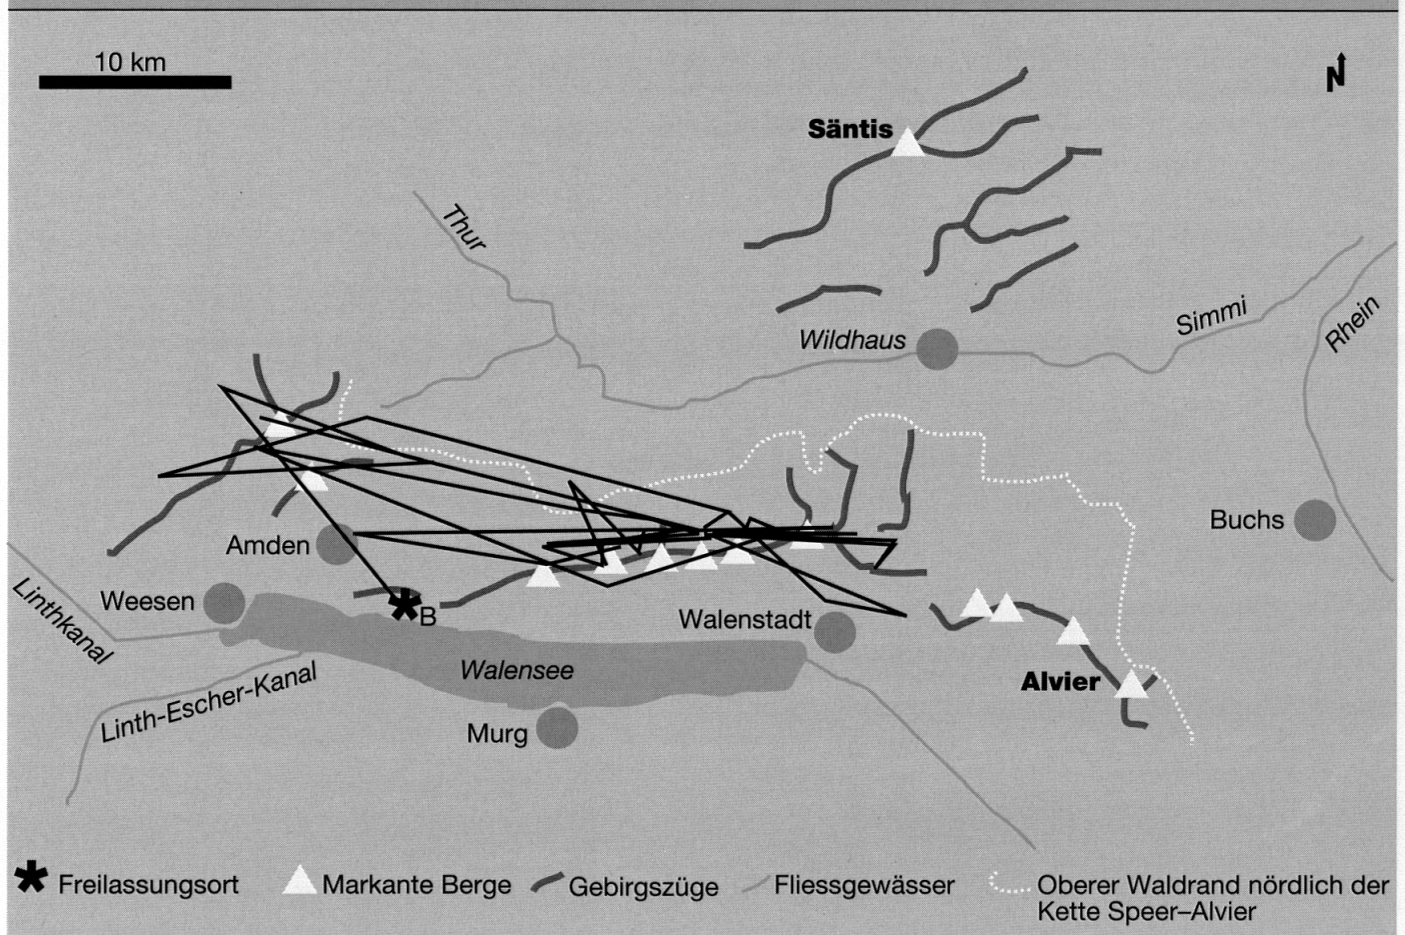 10 km
N
Säntis
Thur
Simmi
Rhein
Wildhaus
Buchs
Amden
Weesen
B
Walenstadt
Linthkanal
Walensee
Alvier
Linth-Escher-Kanal
Murg
Freilassungsort
Markante Berge
Gebirgszüge
Fliessgewässer
Oberer Waldrand nördlich der
Kette Speer–Alvier